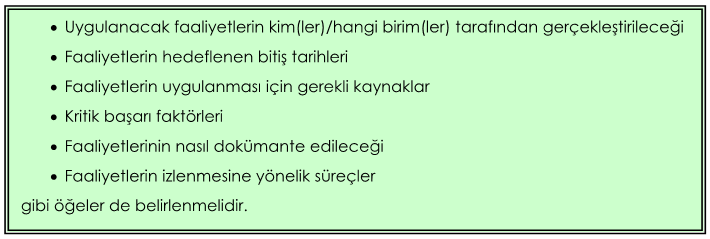 • Uygulanacak faaliyetlerin kim(ler)/hangi birim(ler) tarafından gerçekleştirileceği
• Faaliyetlerin hedeflenen bitiş tarihleri
• Faaliyetlerin uygulanması için gerekli kaynaklar
• Kritik başarı faktörleri
• Faaliyetlerinin nasıl dokümante edileceği
• Faaliyetlerin izlenmesine yönelik süreçler
gibi öğeler de belirlenmelidir.